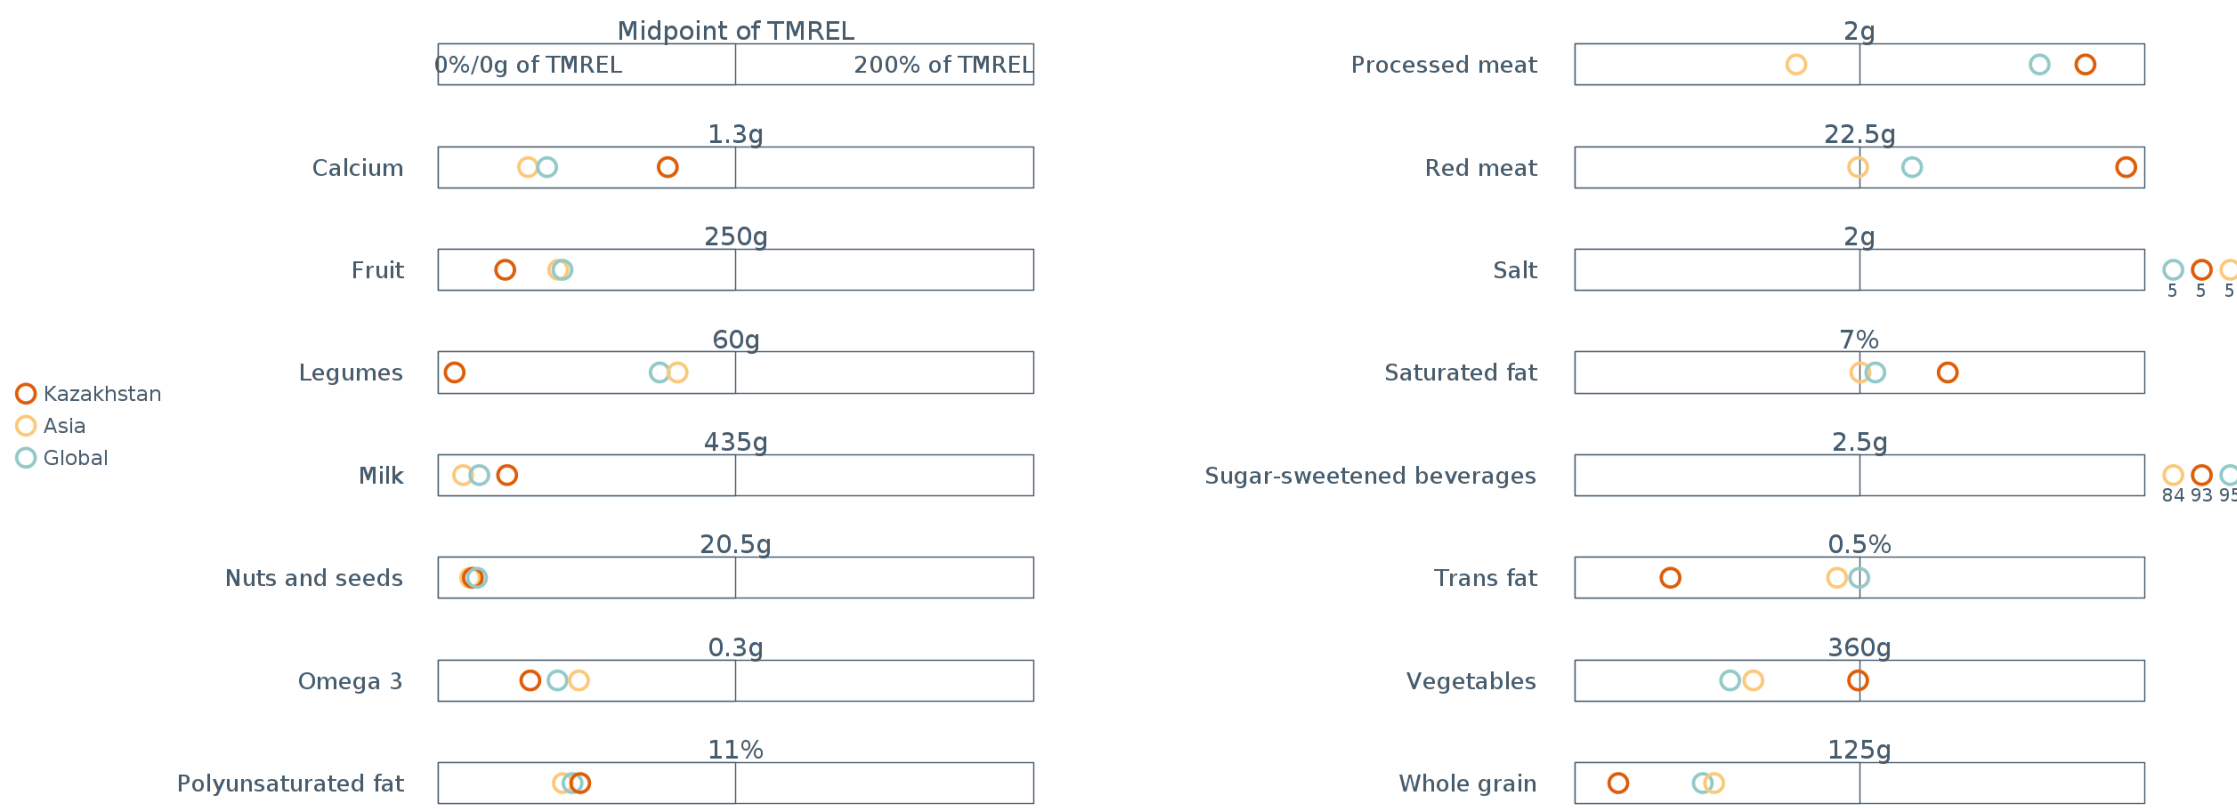 Midpoint of TMREL
0%/0g of TMREL 200% of TMREL
1.3g
Calcium
250g
Fruit
60g
Legumes
Kazakhstan
Asia
Global
435g
Milk
20.5g
Nuts and seeds
0.3g
Omega 3
11%
Polyunsaturated fat
2g
Processed meat
22.5g
Red meat
2g
Salt
5 5 5
7%
Saturated fat
2.5g
Sugar-sweetened beverages
84 93 95
0.5%
Trans fat
360g
Vegetables
125g
Whole grain